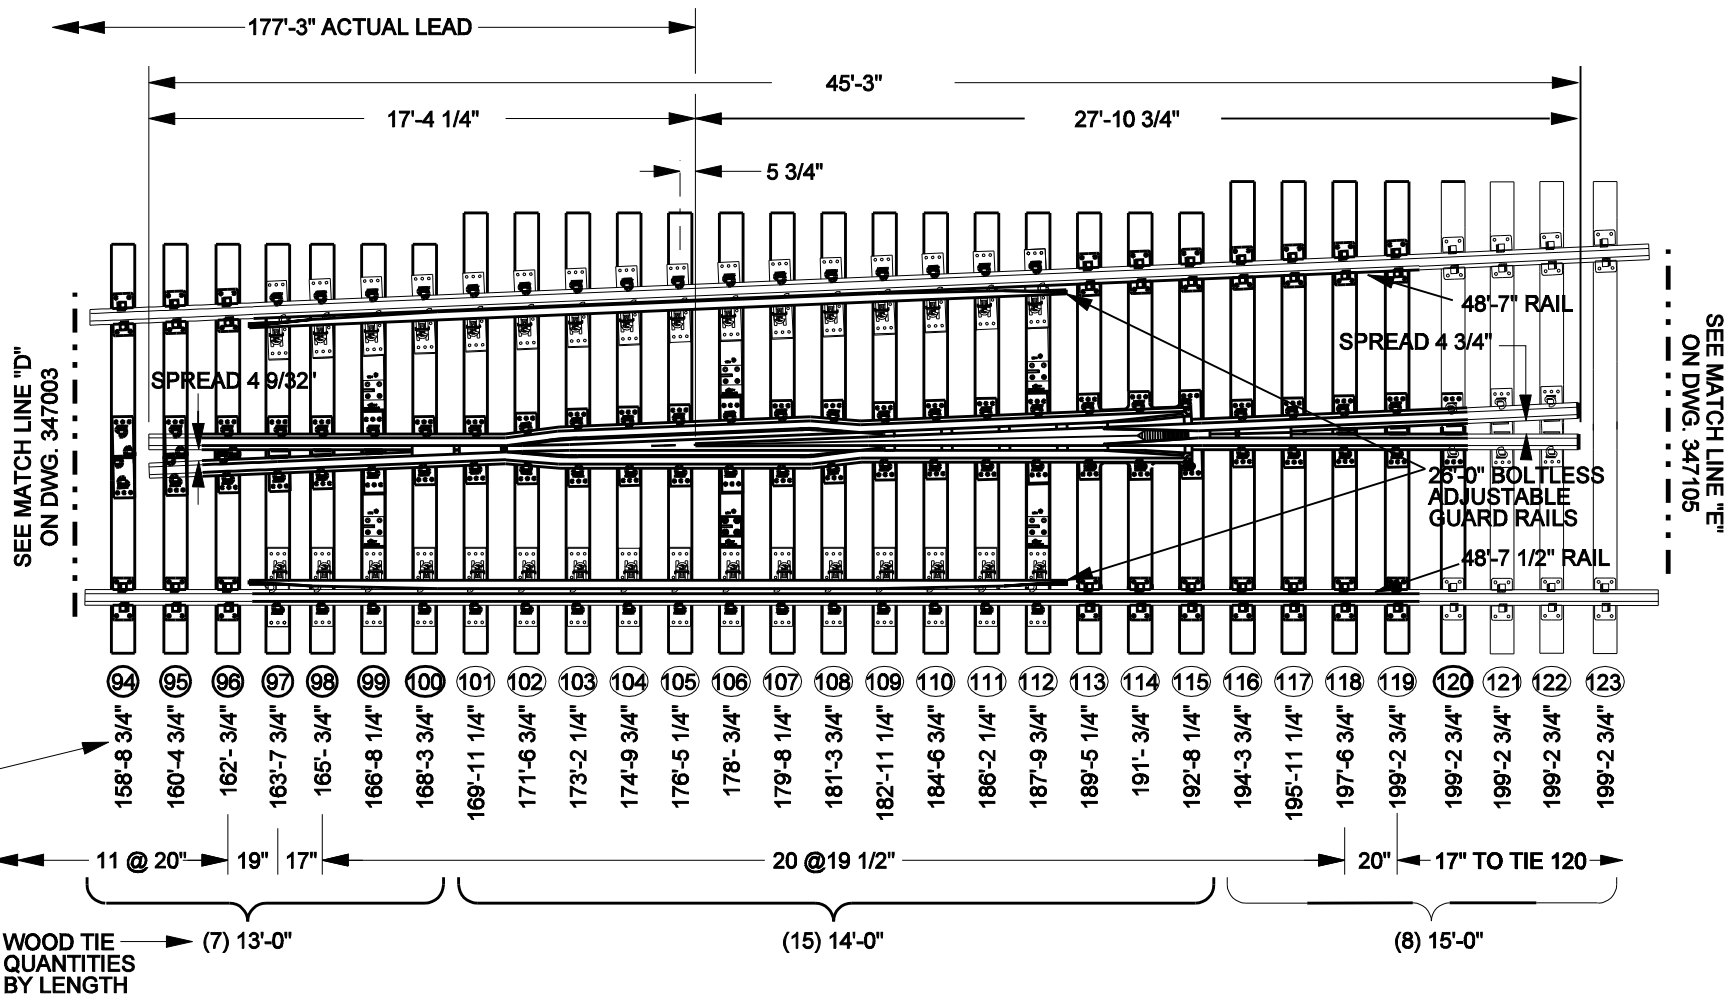 177'-3" ACTUAL LEAD
45'-3"
17'-4 1/4"
27'-10 3/4"
5 3/4"
48'-7" RAIL
SPREAD 4 3/4"
SPREAD 4 9/32"
SEE MATCH LINE "D"
ON DWG. 347003
SEE MATCH LINE "E"
ON DWG. 347105
26'-0" BOLTLESS
ADJUSTABLE
GUARD RAILS
48'-7 1/2" RAIL
94 95 96 97 98 99 100 101 102 103 104 105 106 107 108 109 110 111 112 113 114 115 116 117 118 119 120 121 122 123
158'-8 3/4"
160'-4 3/4"
162'- 3/4"
163'-7 3/4"
165'- 3/4"
166'-8 1/4"
168'-3 3/4"
169'-11 1/4"
171'-6 3/4"
173'-2 1/4"
174'-9 3/4"
176'-5 1/4"
178'- 3/4"
179'-8 1/4"
181'-3 3/4"
182'-11 1/4"
184'-6 3/4"
186'-2 1/4"
187'-9 3/4"
189'-5 1/4"
191'- 3/4"
192'-8 1/4"
194'-3 3/4"
195'-11 1/4"
197'-6 3/4"
199'-2 3/4"
199'-2 3/4"
199'-2 3/4"
199'-2 3/4"
199'-2 3/4"
11 @ 20" 19" 17" 20 @19 1/2" 20" 17" TO TIE 120
WOOD TIE
QUANTITIES
BY LENGTH
(7) 13'-0"
(15) 14'-0"
(8) 15'-0"